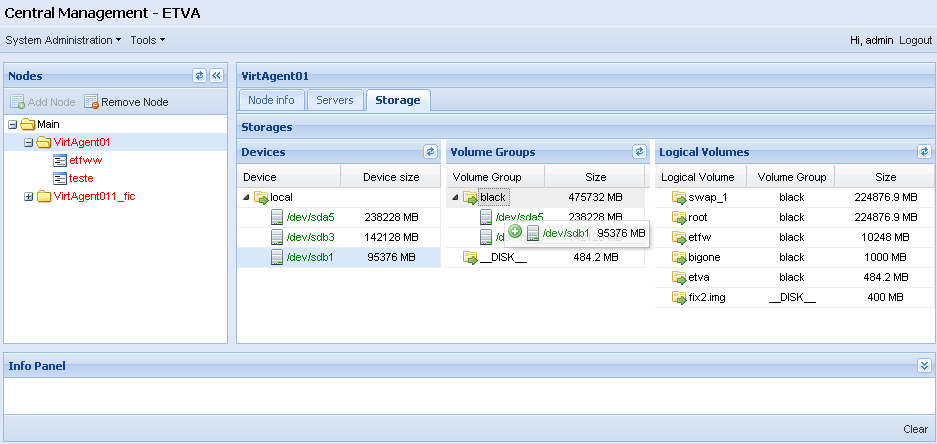 Central Management - ETVA
System Administration Tools Hi, admin Logout
Nodes
Add Node Remove Node
Main
VirtAgent01
etfww
teste
VirtAgent011_fic
VirtAgent01
Node info Servers Storage
Storages
Devices
Device Device size
local
/dev/sda5 238228 MB
/dev/sdb3 142128 MB
/dev/sdb1 95376 MB
Volume Groups
Volume Group Size
black 475732 MB
/dev/sda5 238228 MB
/dev/sdb1 95376 MB
__DISK__ 484.2 MB
Logical Volumes
Logical Volume Volume Group Size
swap_1 black 224876.9 MB
root black 224876.9 MB
etfw black 10248 MB
bigone black 1000 MB
etva black 484.2 MB
fix2.img __DISK__ 400 MB
Info Panel
Clear